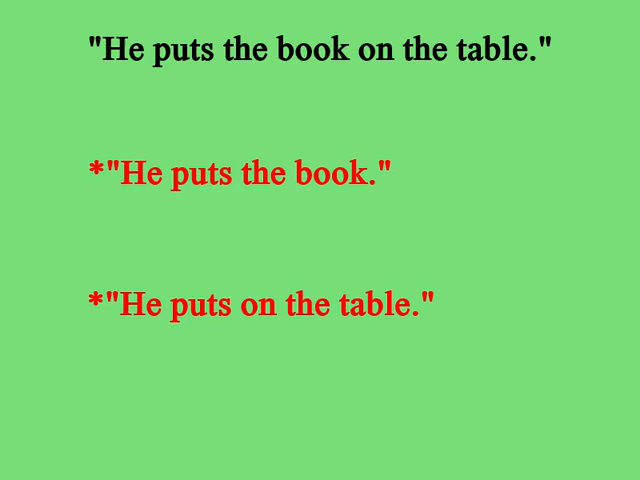 "He puts the book on the table."
*"He puts the book."
*"He puts on the table."